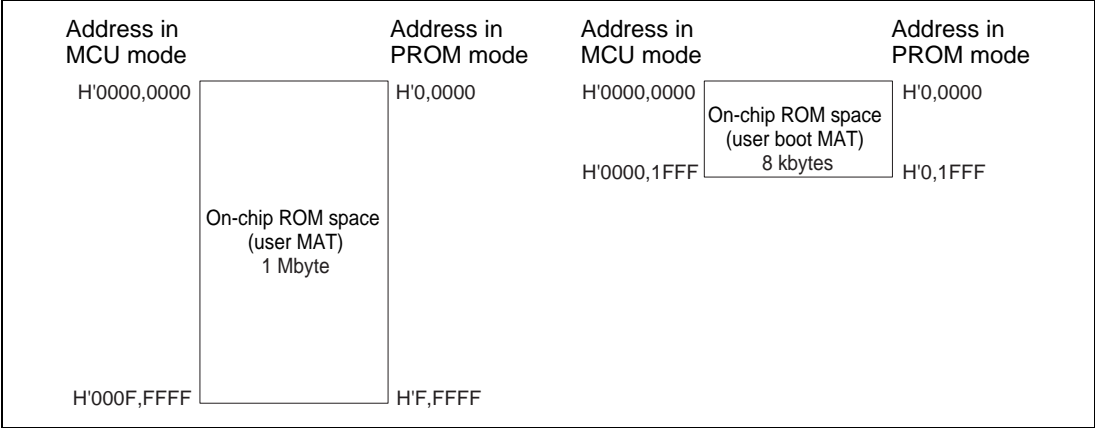 Address in
MCU mode
Address in
PROM mode
H'0000,0000
H'0,0000
On-chip ROM space
(user MAT)
1 Mbyte
H'000F,FFFF
H'F,FFFF
Address in
MCU mode
Address in
PROM mode
H'0000,0000
H'0,0000
On-chip ROM space
(user boot MAT)
8 kbytes
H'0000,1FFF
H'0,1FFF